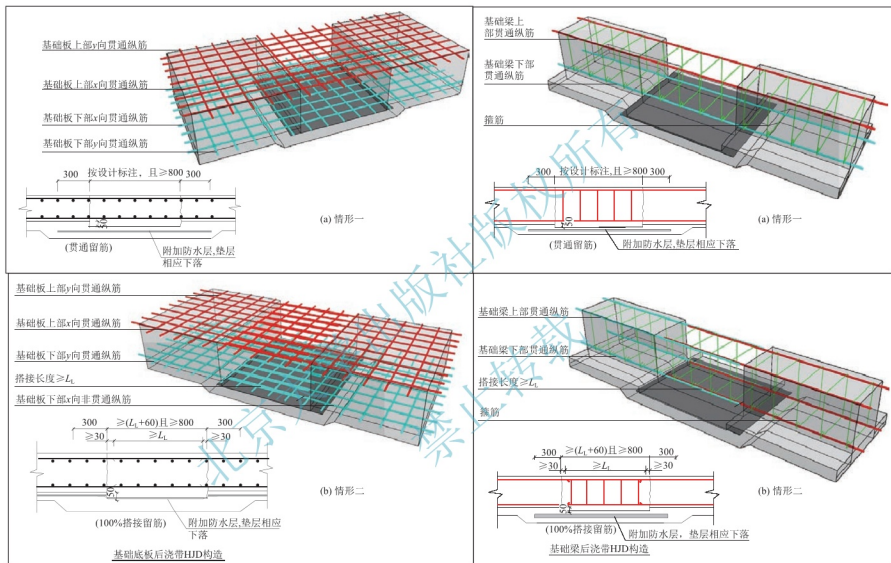 基础板上部y向贯通纵筋
基础板上部x向贯通纵筋
基础板下部x向贯通纵筋
基础板下部y向贯通纵筋
300
按设计标注，且≥800
300
50
(a) 情形一
(贯通留筋)
附加防水层,垫层
相应下落
基础梁上
部贯通纵筋
基础梁下部
贯通纵筋
箍筋
300
按设计标注,且≥800
300
50
(a) 情形一
(贯通留筋)
附加防水层,垫层相应下落
基础板上部y向贯通纵筋
基础板上部x向贯通纵筋
基础板下部y向贯通纵筋
搭接长度≥LL
基础板下部x向非贯通纵筋
300
≥(LL+60)且≥800
300
≥30
≥LL
≥30
50
(b) 情形二
(100%搭接留筋)
附加防水层,垫层相应
下落
基础底板后浇带HJD构造
基础梁上部贯通纵筋
基础梁下部贯通纵筋
搭接长度≥LL
箍筋
300
≥(LL+60)且≥800
300
≥30
≥LL
≥30
50
(b) 情形二
(100%搭接留筋)
附加防水层，垫层相应下落
基础梁后浇带HJD构造
北京
出版社版权所有
禁止转载